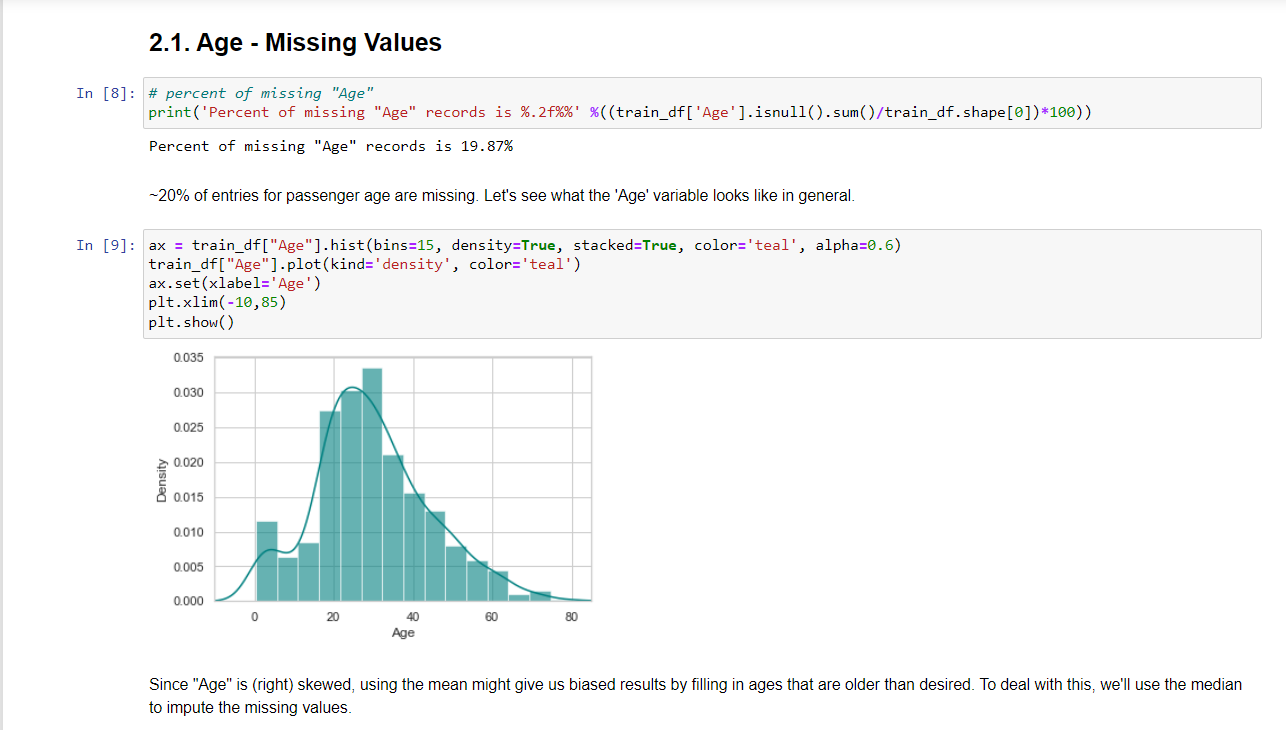 2.1. Age - Missing Values
In [8]: # percent of missing "Age"
print('Percent of missing "Age" records is %.2f%%' %((train_df['Age'].isnull().sum()/train_df.shape[0])*100))
Percent of missing "Age" records is 19.87%
~20% of entries for passenger age are missing. Let's see what the 'Age' variable looks like in general.
In [9]: ax = train_df["Age"].hist(bins=15, density=True, stacked=True, color='teal', alpha=0.6)
train_df["Age"].plot(kind='density', color='teal')
ax.set(xlabel='Age')
plt.xlim(-10,85)
plt.show()
0.035
0.030
0.025
0.020
0.015
0.010
0.005
0.000
Density
0 20 40 60 80
Age
Since "Age" is (right) skewed, using the mean might give us biased results by filling in ages that are older than desired. To deal with this, we'll use the median
to impute the missing values.